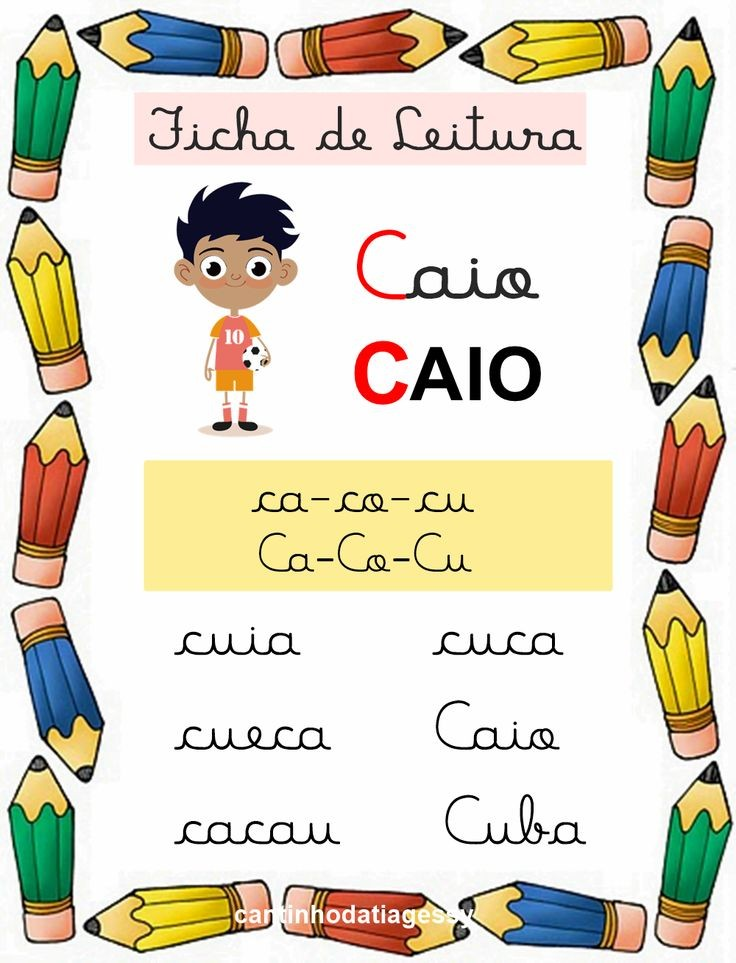 Ficha de Leitura
Caio
CAIO
10
ca-co-cu
Ca-Co-Cu
cuia cuca
cueca Caio
cacau Cuba
cantinhodatiagessy